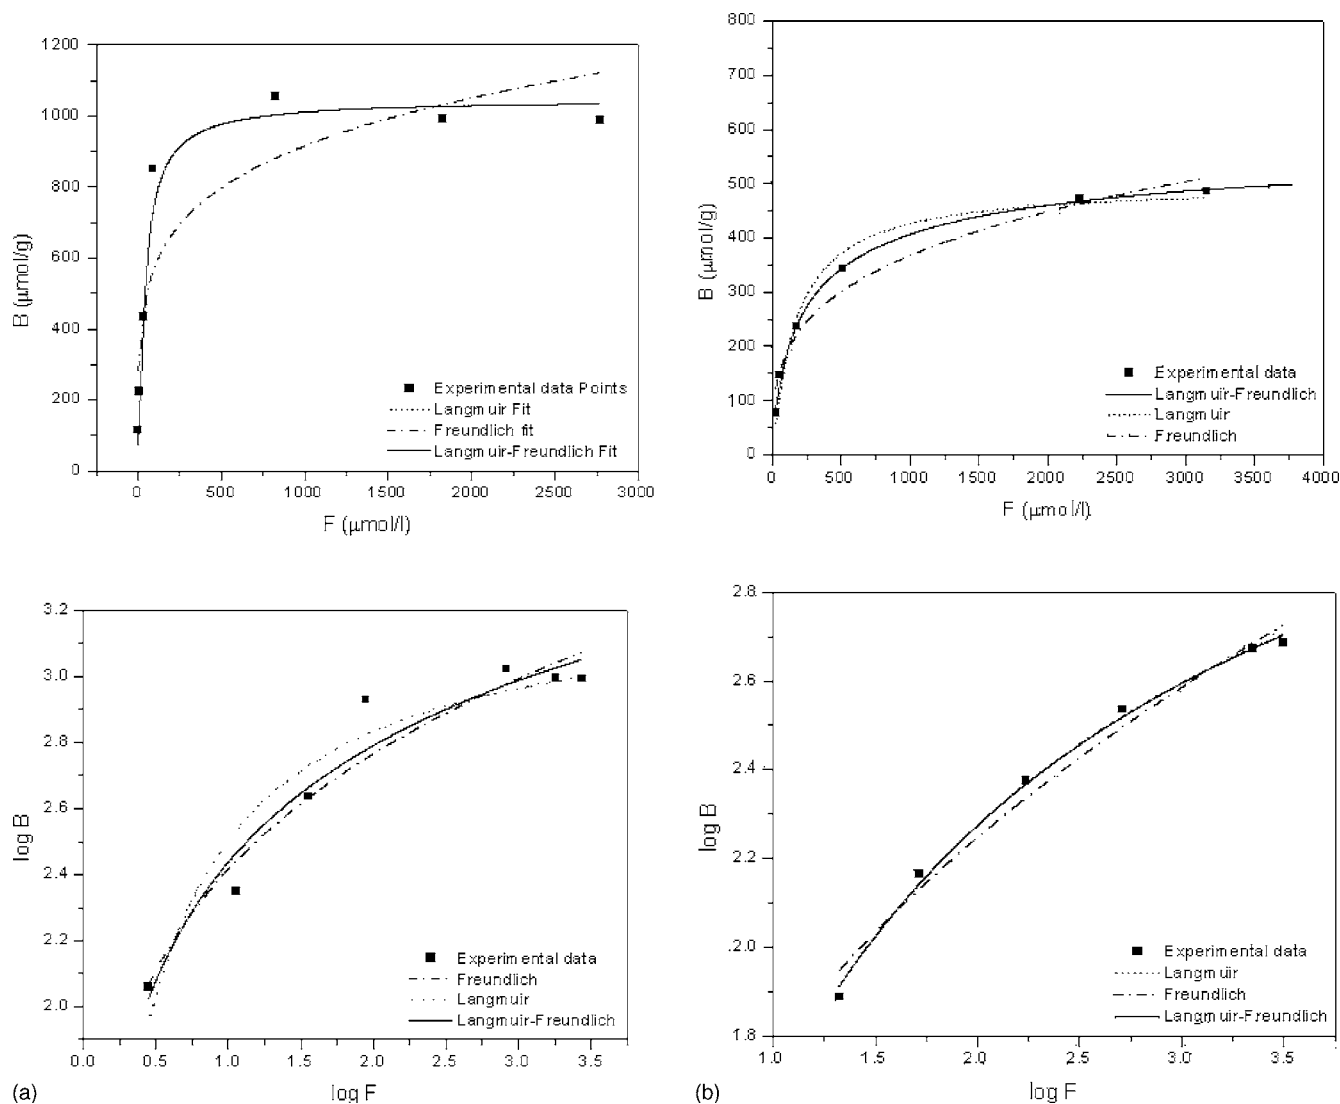 1200
1000
800
600
400
200
0
B (μmol/g)
0 500 1000 1500 2000 2500 3000
F (μmol/l)
Experimental data Points
Langmuir Fit
Freundlich fit
Langmuir-Freundlich Fit
800
700
600
500
400
300
200
100
0
B (μmol/g)
0 500 1000 1500 2000 2500 3000 3500 4000
F (μmol/l)
Experimental data
Langmuir-Freundlich
Langmuir
Freundlich
3.2
3.0
2.8
2.6
2.4
2.2
2.0
log B
0.0 0.5 1.0 1.5 2.0 2.5 3.0 3.5
log F
Experimental data
Freundlich
Langmuir
Langmuir-Freundlich
(a)
2.8
2.6
2.4
2.2
2.0
1.8
log B
1.0 1.5 2.0 2.5 3.0 3.5
log F
Experimental data
Langmuir
Freundlich
Langmuir-Freundlich
(b)